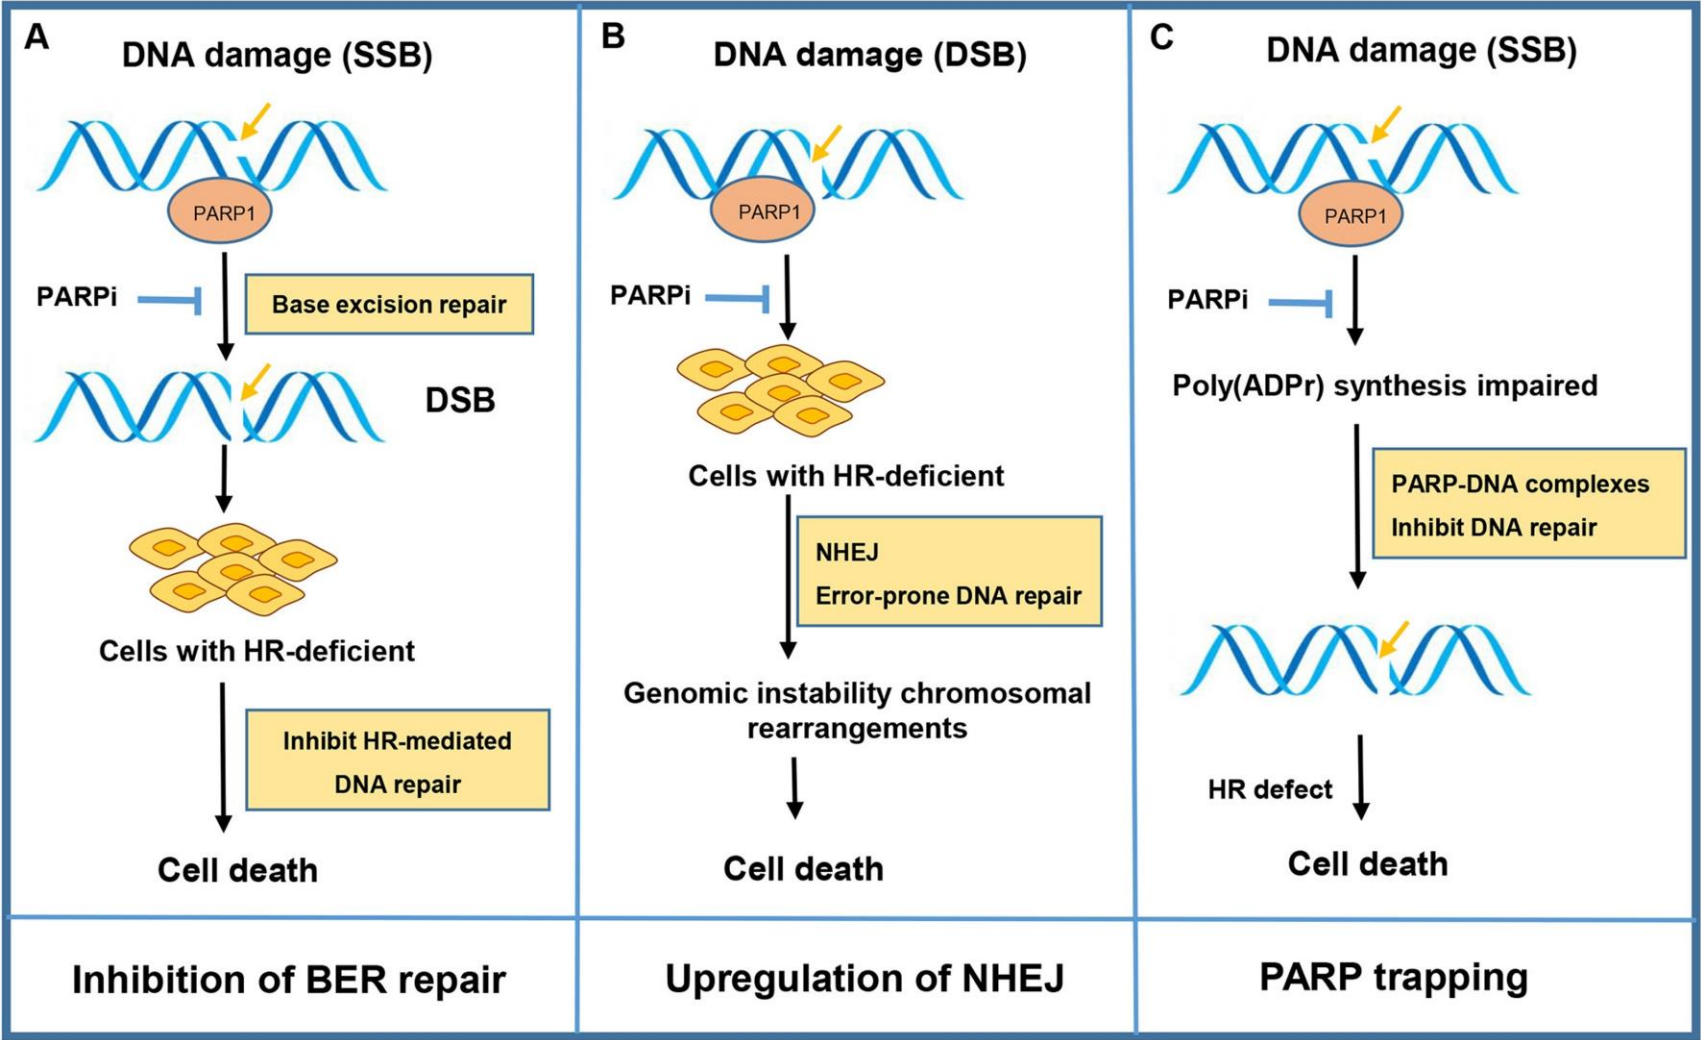 A
DNA damage (SSB)
PARP1
PARPi
Base excision repair
DSB
Cells with HR-deficient
Inhibit HR-mediated
DNA repair
Cell death
Inhibition of BER repair
B
DNA damage (DSB)
PARP1
PARPi
Cells with HR-deficient
NHEJ
Error-prone DNA repair
Genomic instability chromosomal
rearrangements
Cell death
Upregulation of NHEJ
C
DNA damage (SSB)
PARP1
PARPi
Poly(ADPr) synthesis impaired
PARP-DNA complexes
Inhibit DNA repair
HR defect
Cell death
PARP trapping